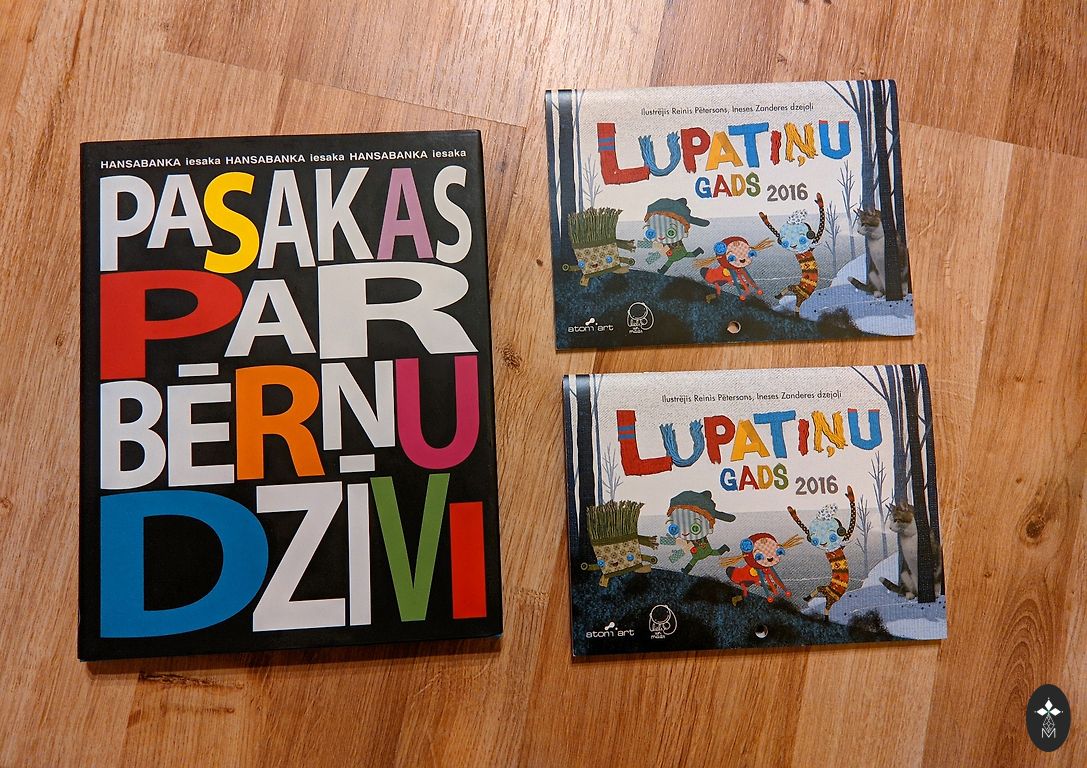 HANSABANKA iesaka HANSABANKA iesaka HANSABANKA iesaka
PASAKAS
PAR
BĒRŅU
DZĪVI
Ilustrējis Reinis Pētersons, Ineses Zanderes dzejoļi
LUPATIŅU
GADS 2016
atom art
Ilustrējis Reinis Pētersons, Ineses Zanderes dzejoļi
LUPATIŅU
GADS 2016
atom art
M